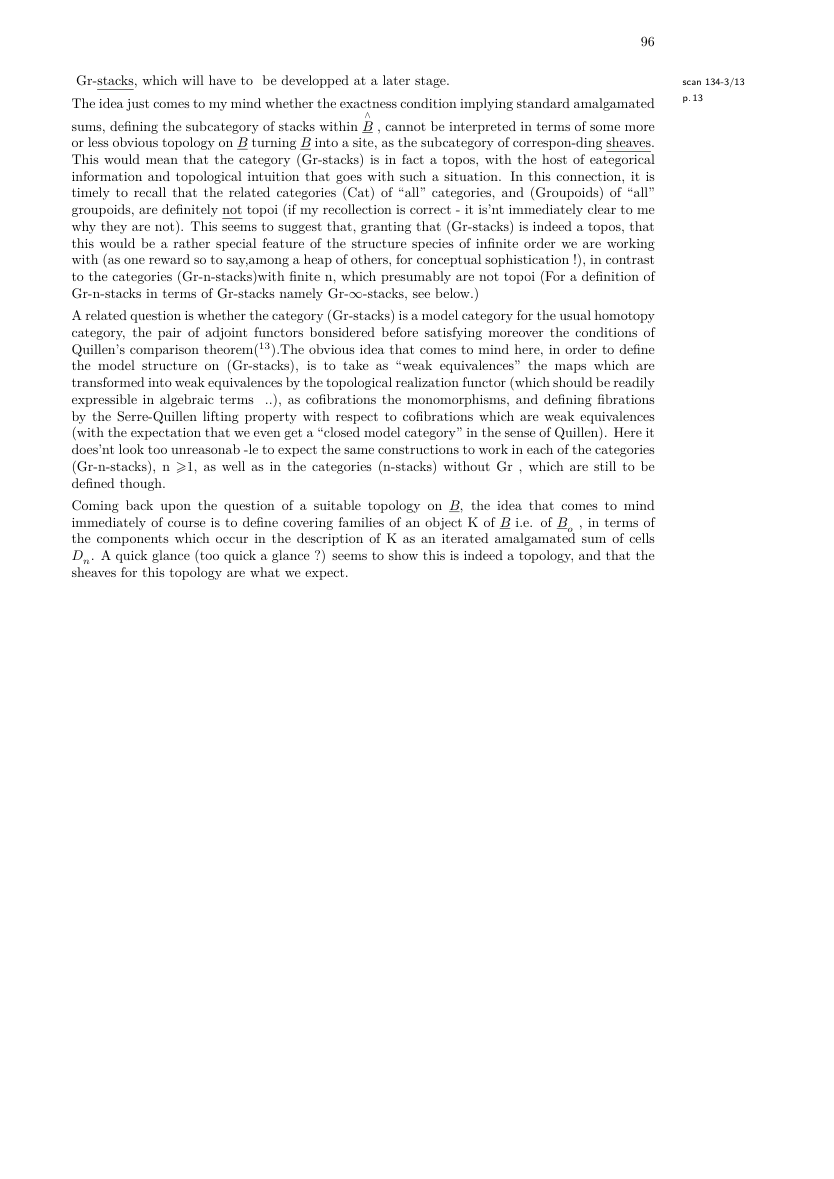 96
Gr-stacks, which will have to be developped at a later stage.
scan 134-3/13
p. 13
The idea just comes to my mind whether the exactness condition implying standard amalgamated
sums, defining the subcategory of stacks within B̂ , cannot be interpreted in terms of some more
or less obvious topology on B turning B into a site, as the subcategory of correspon-ding sheaves.
This would mean that the category (Gr-stacks) is in fact a topos, with the host of eategorical
information and topological intuition that goes with such a situation. In this connection, it is
timely to recall that the related categories (Cat) of “all” categories, and (Groupoids) of “all”
groupoids, are definitely not topoi (if my recollection is correct - it is'nt immediately clear to me
why they are not). This seems to suggest that, granting that (Gr-stacks) is indeed a topos, that
this would be a rather special feature of the structure species of infinite order we are working
with (as one reward so to say,among a heap of others, for conceptual sophistication !), in contrast
to the categories (Gr-n-stacks)with finite n, which presumably are not topoi (For a definition of
Gr-n-stacks in terms of Gr-stacks namely Gr-∞-stacks, see below.)
A related question is whether the category (Gr-stacks) is a model category for the usual homotopy
category, the pair of adjoint functors bonsidered before satisfying moreover the conditions of
Quillen's comparison theorem(¹³).The obvious idea that comes to mind here, in order to define
the model structure on (Gr-stacks), is to take as “weak equivalences” the maps which are
transformed into weak equivalences by the topological realization functor (which should be readily
expressible in algebraic terms ..), as cofibrations the monomorphisms, and defining fibrations
by the Serre-Quillen lifting property with respect to cofibrations which are weak equivalences
(with the expectation that we even get a “closed model category” in the sense of Quillen). Here it
does'nt look too unreasonab -le to expect the same constructions to work in each of the categories
(Gr-n-stacks), n ⩾1, as well as in the categories (n-stacks) without Gr , which are still to be
defined though.
Coming back upon the question of a suitable topology on B, the idea that comes to mind
immediately of course is to define covering families of an object K of B i.e. of Bₒ , in terms of
the components which occur in the description of K as an iterated amalgamated sum of cells
Dₙ. A quick glance (too quick a glance ?) seems to show this is indeed a topology, and that the
sheaves for this topology are what we expect.